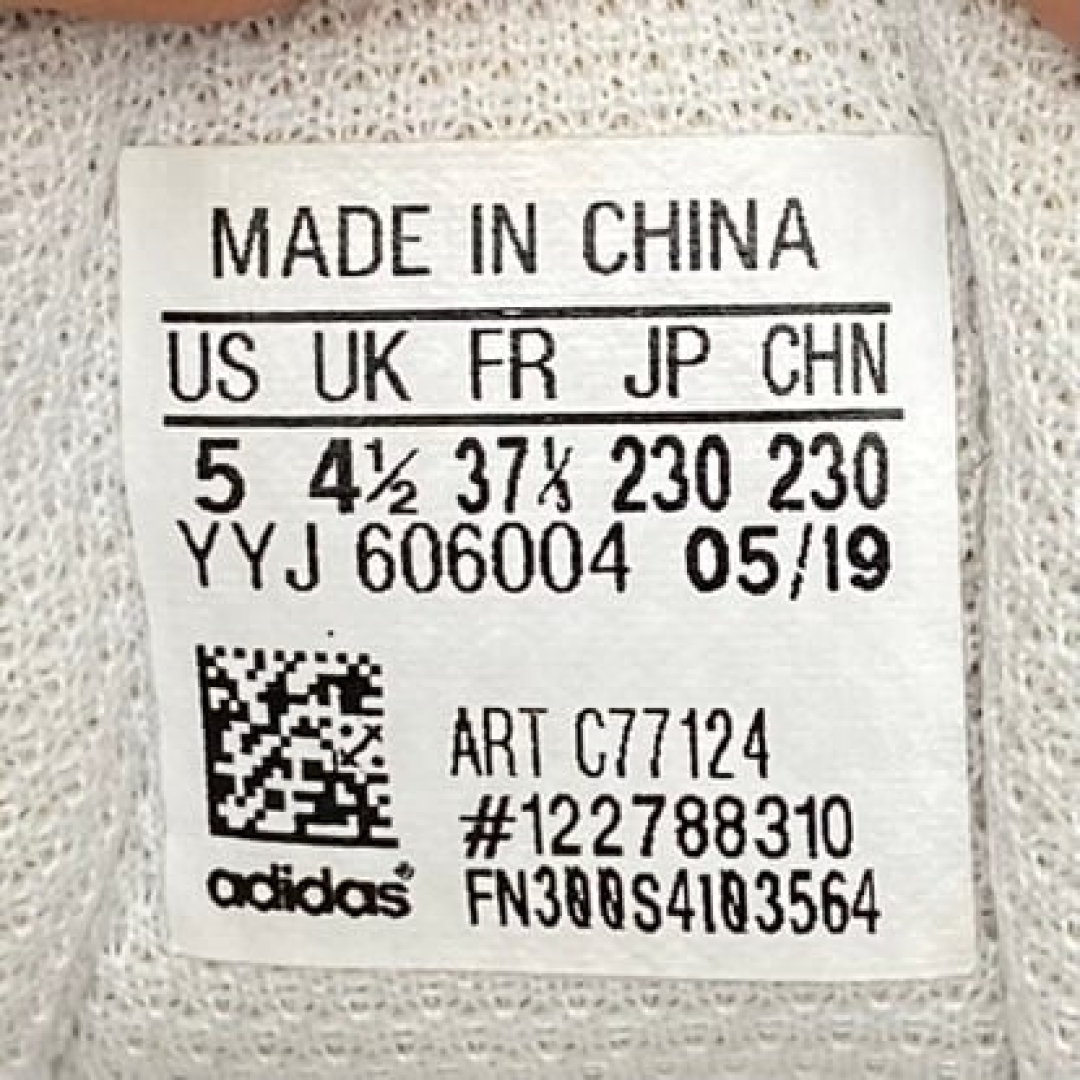 MADE IN CHINA
US UK FR JP CHN
5 4½ 37⅓ 230 230
YYJ 606004 05/19
ART C77124
#122788310
adidas®
FN300S4103564